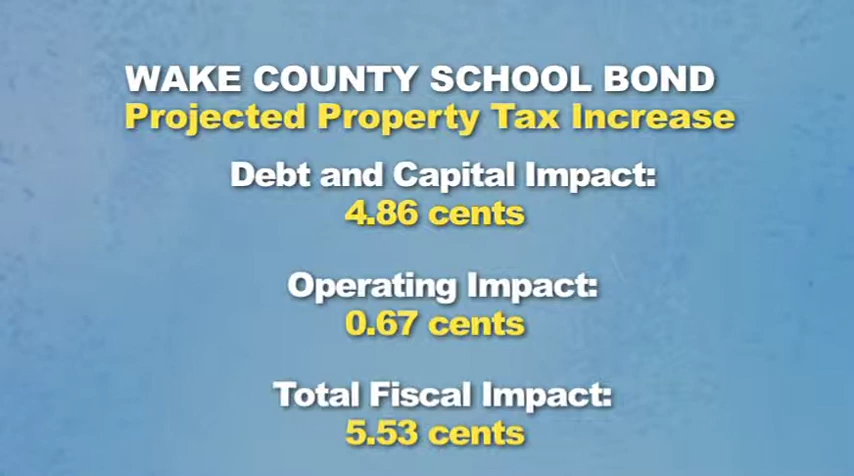 WAKE COUNTY SCHOOL BOND
Projected Property Tax Increase
Debt and Capital Impact:
4.86 cents
Operating Impact:
0.67 cents
Total Fiscal Impact:
5.53 cents